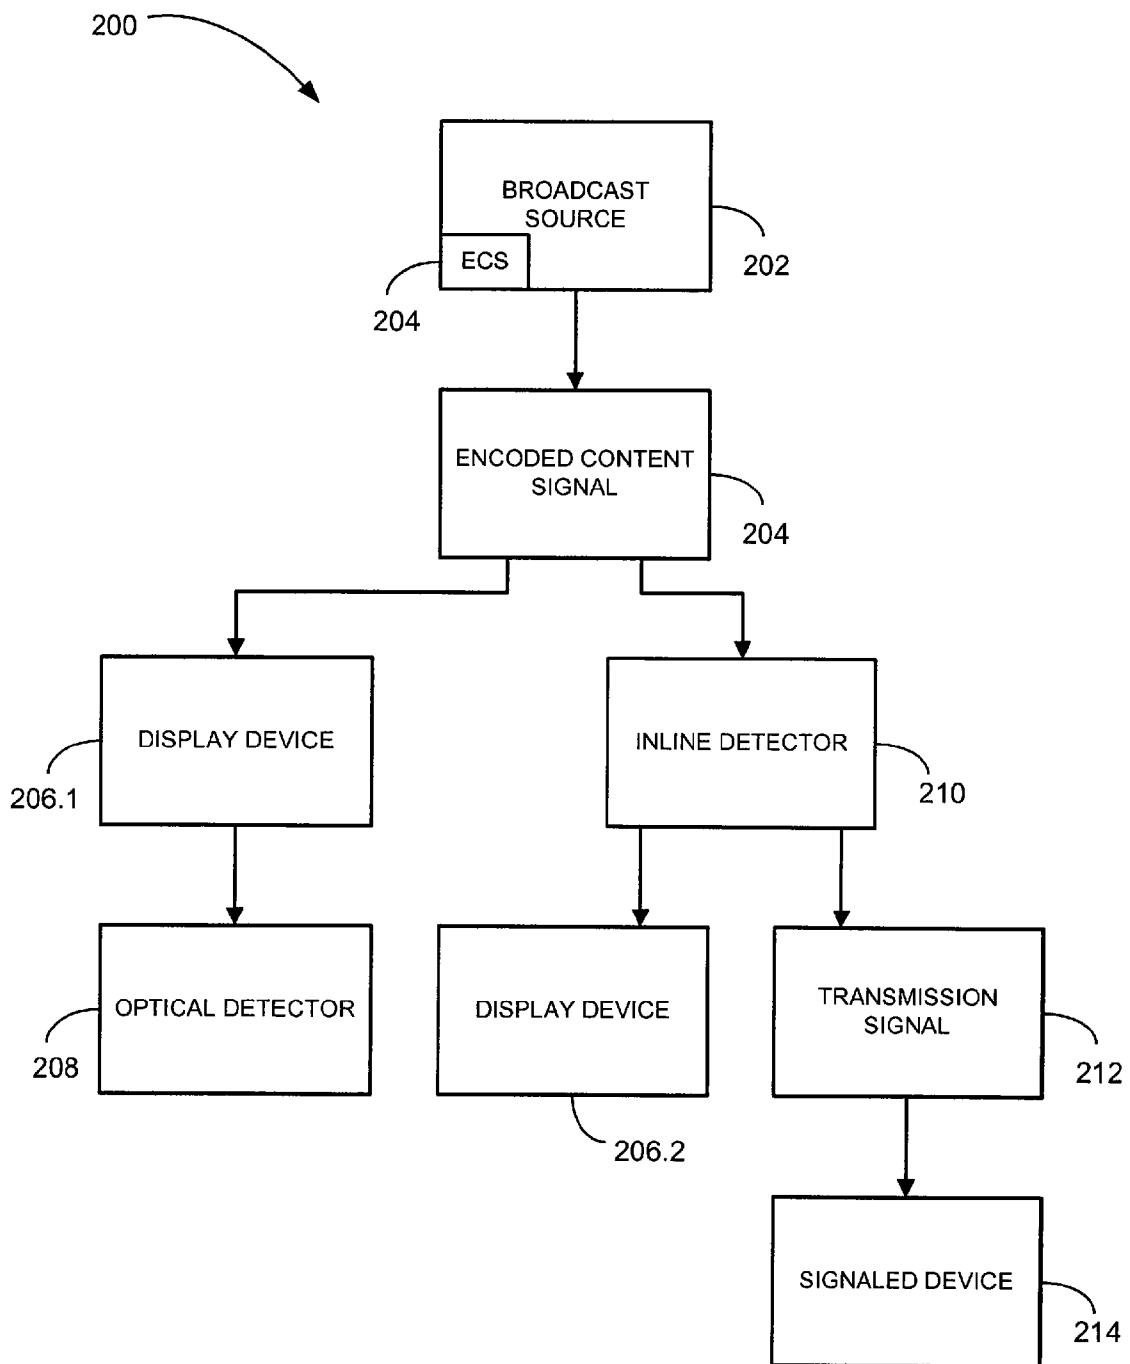 200
BROADCAST
SOURCE
ECS
202
204
ENCODED CONTENT
SIGNAL
204
DISPLAY DEVICE
INLINE DETECTOR
206.1
210
OPTICAL DETECTOR
DISPLAY DEVICE
TRANSMISSION
SIGNAL
208
212
206.2
SIGNALED DEVICE
214